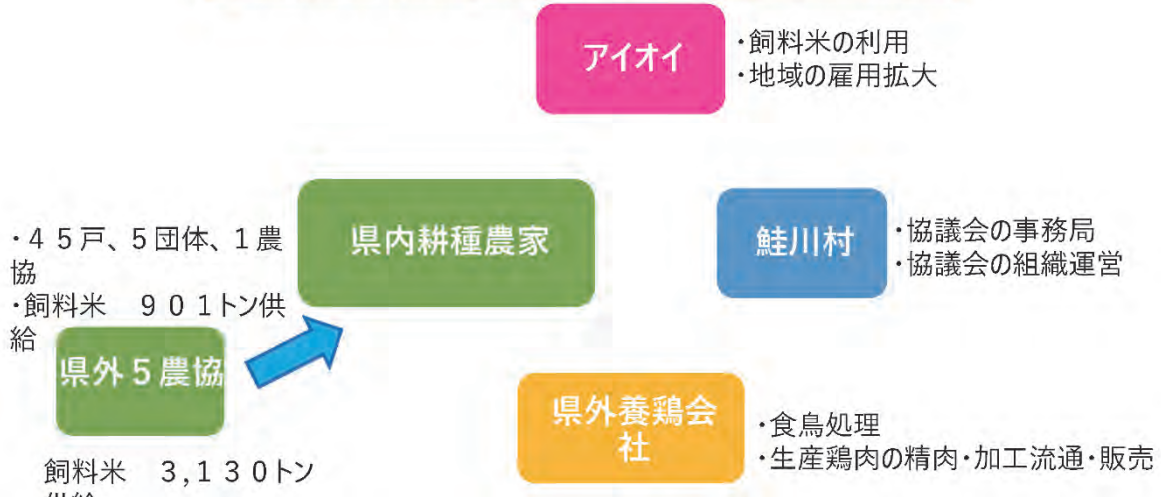 アイオイ
・飼料米の利用
・地域の雇用拡大
県内耕種農家
・45戸、5団体、1農
協
・飼料米　901トン供
給
鮭川村
・協議会の事務局
・協議会の組織運営
県外5農協
飼料米　3,130トン
県外養鶏会
社
・食鳥処理
・生産鶏肉の精肉・加工流通・販売